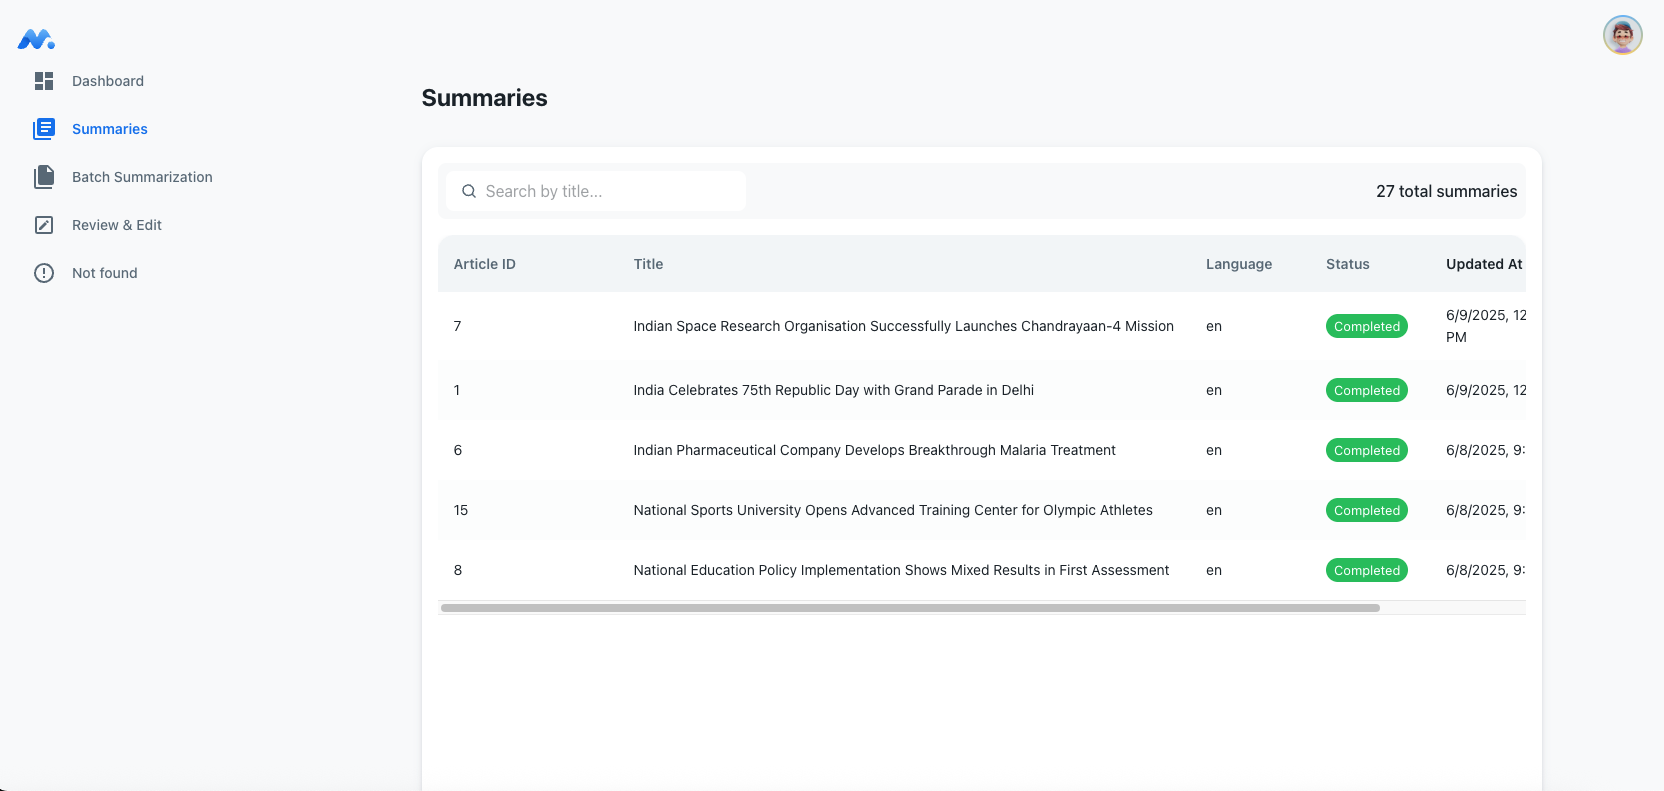 Dashboard
Summaries
Batch Summarization
Review & Edit
Not found
Summaries
Search by title...
27 total summaries
Article ID Title Language Status Updated At
7 Indian Space Research Organisation Successfully Launches Chandrayaan-4 Mission en Completed 6/9/2025, 12
PM
1 India Celebrates 75th Republic Day with Grand Parade in Delhi en Completed 6/9/2025, 12
6 Indian Pharmaceutical Company Develops Breakthrough Malaria Treatment en Completed 6/8/2025, 9:
15 National Sports University Opens Advanced Training Center for Olympic Athletes en Completed 6/8/2025, 9:
8 National Education Policy Implementation Shows Mixed Results in First Assessment en Completed 6/8/2025, 9: